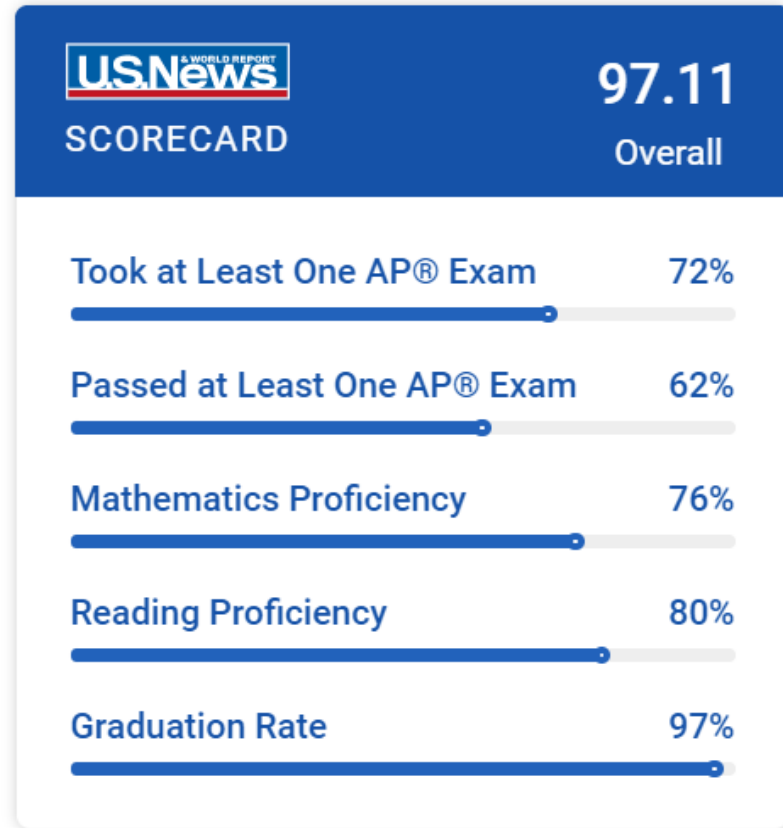 U.S.News
& WORLD REPORT
SCORECARD
97.11
Overall
Took at Least One AP® Exam 72%
Passed at Least One AP® Exam 62%
Mathematics Proficiency 76%
Reading Proficiency 80%
Graduation Rate 97%